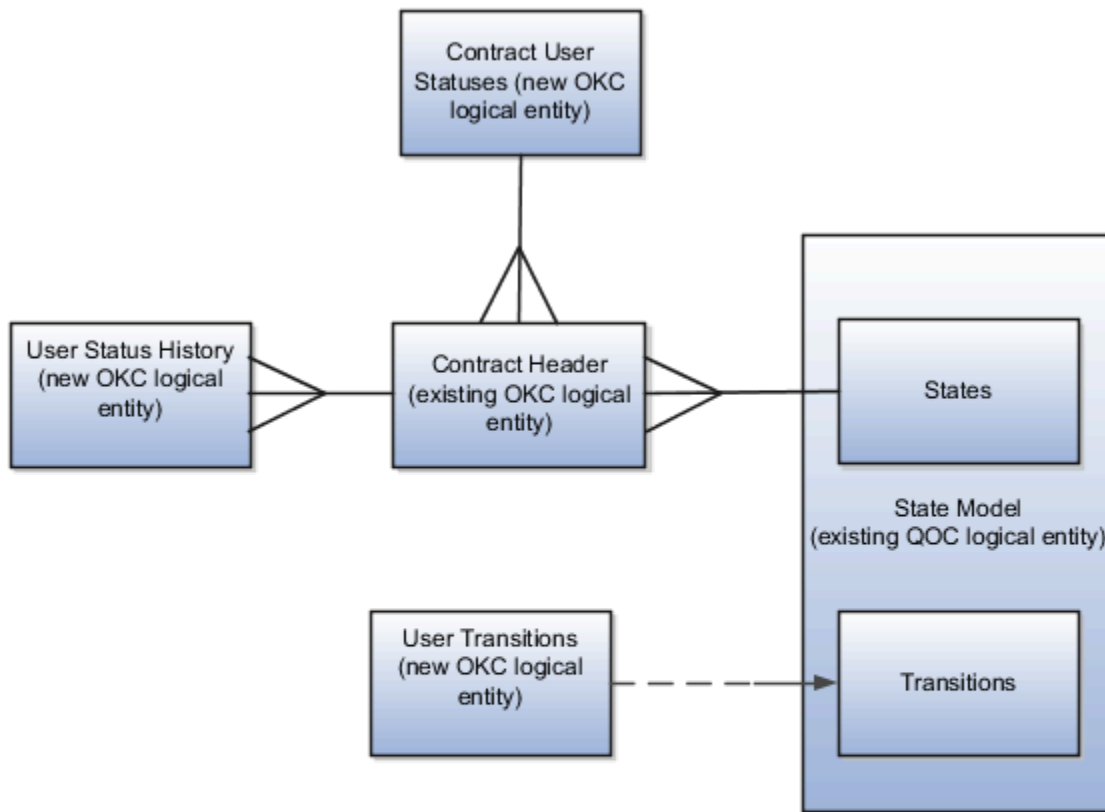 Contract User
Statuses (new OKC
logical entity)
User Status History
(new OKC logical
entity)
Contract Header
(existing OKC logical
entity)
States
State Model
(existing QOC logical entity)
User Transitions
(new OKC logical
entity)
Transitions